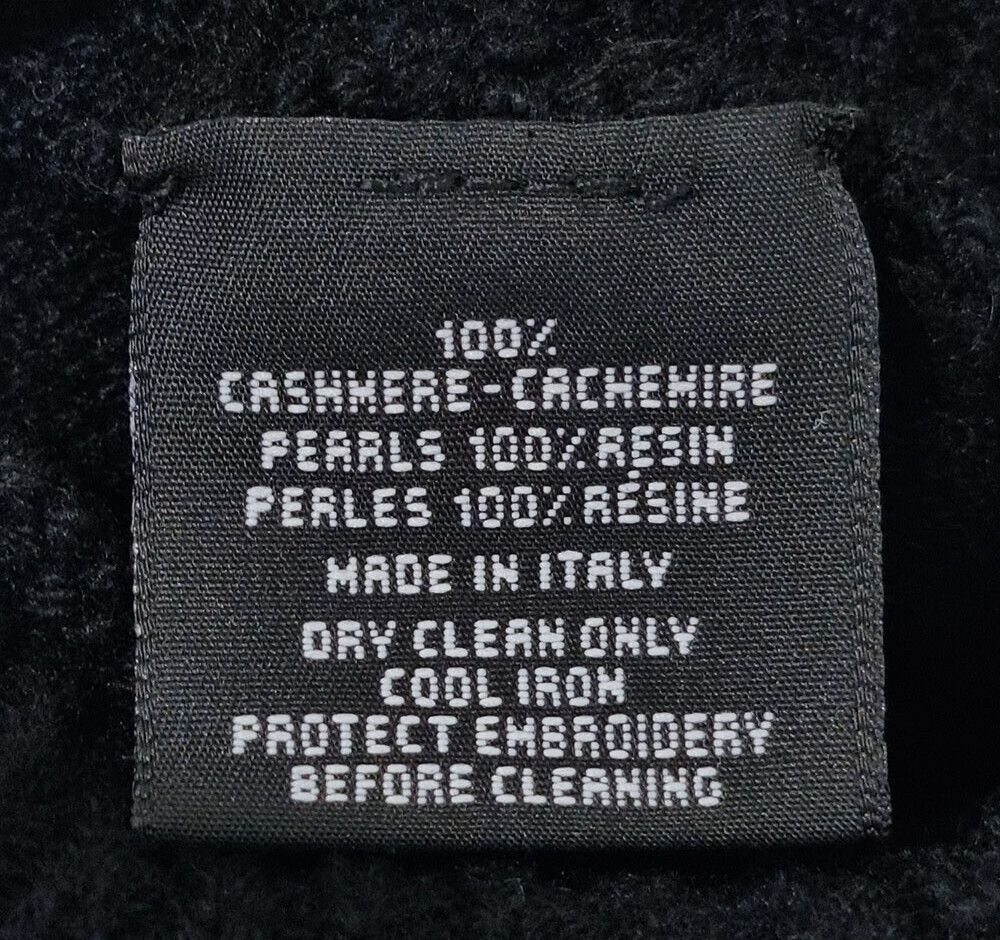 100%
CASHMERE-CACHEMIRE
PEARLS 100% RESIN
PERLES 100% RÉSINE
MADE IN ITALY
DRY CLEAN ONLY
COOL IRON
PROTECT EMBROIDERY
BEFORE CLEANING